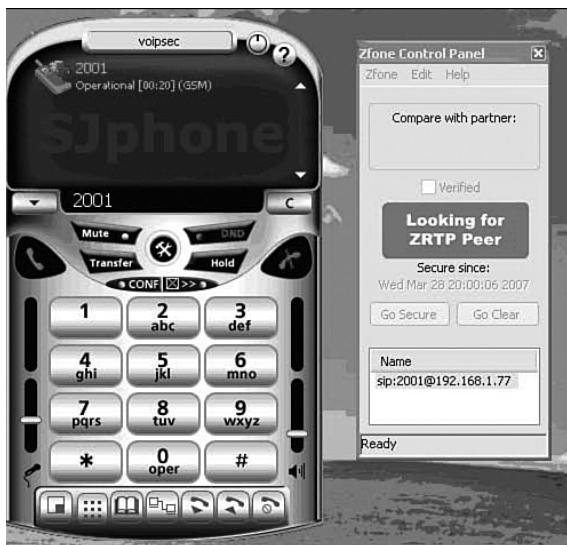 voipsec
?
2001
Operational [00:20] (GSM)
SJphone
2001
C
Mute
DND
Transfer
Hold
CONF >>
1
2 abc
3 def
4 ghi
5 jkl
6 mno
7 pqrs
8 tuv
9 wxyz
*
0 oper
#
Zfone Control Panel
Zfone Edit Help
Compare with partner:
Verified
Looking for
ZRTP Peer
Secure since:
Wed Mar 28 20:00:06 2007
Go Secure Go Clear
Name
sip:2001@192.168.1.77
Ready